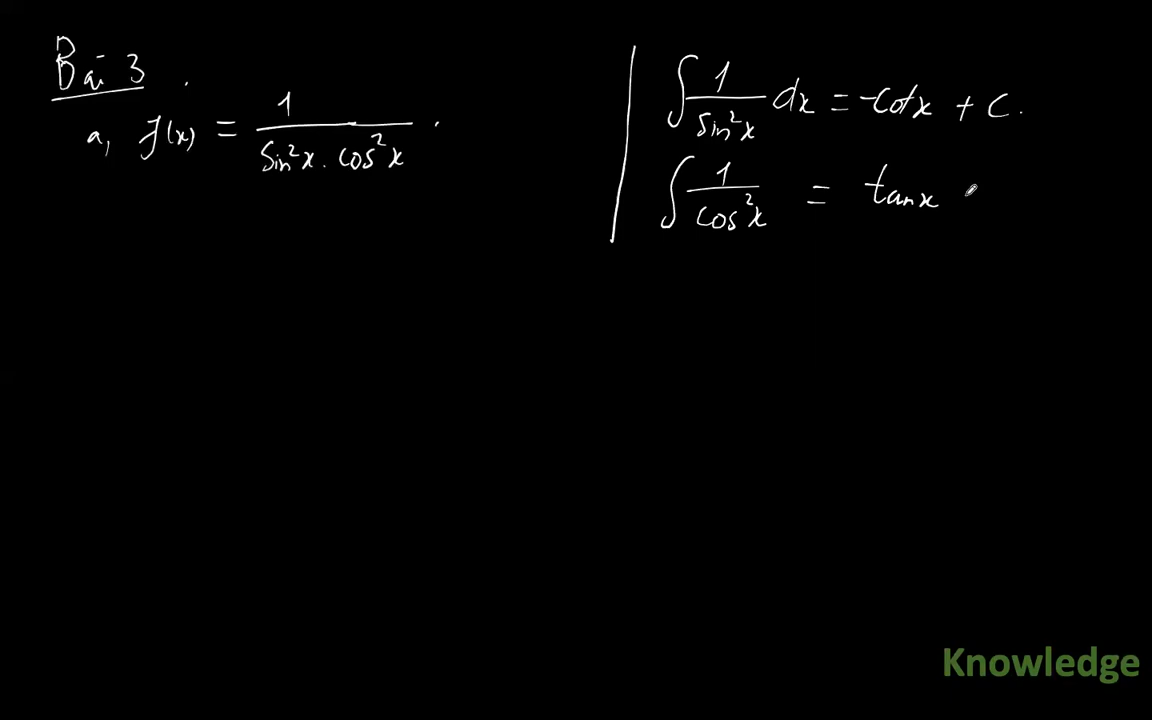 Bài 3 .
a, f(x) = 1 / (sin²x . cos²x) .
∫ 1/sin²x dx = -cotx + C .
∫ 1/cos²x = tanx
Knowledge